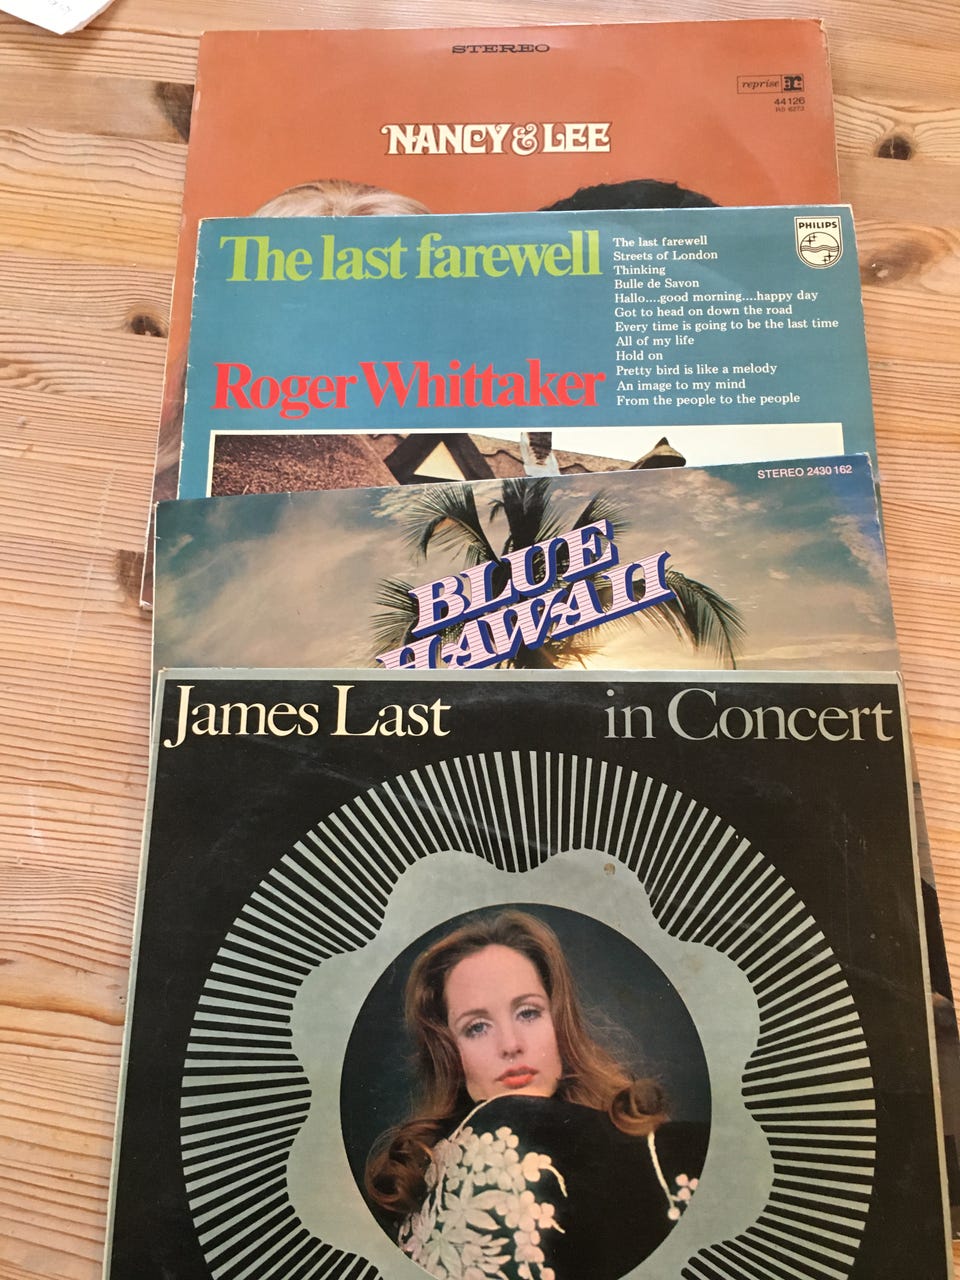 STEREO
reprise
44126
RS 6273
NANCY & LEE
The last farewell
Roger Whittaker
PHILIPS
The last farewell
Streets of London
Thinking
Bulle de Savon
Hallo....good morning....happy day
Got to head on down the road
Every time is going to be the last time
All of my life
Hold on
Pretty bird is like a melody
An image to my mind
From the people to the people
STEREO 2430 162
BLUE
HAWAII
James Last in Concert